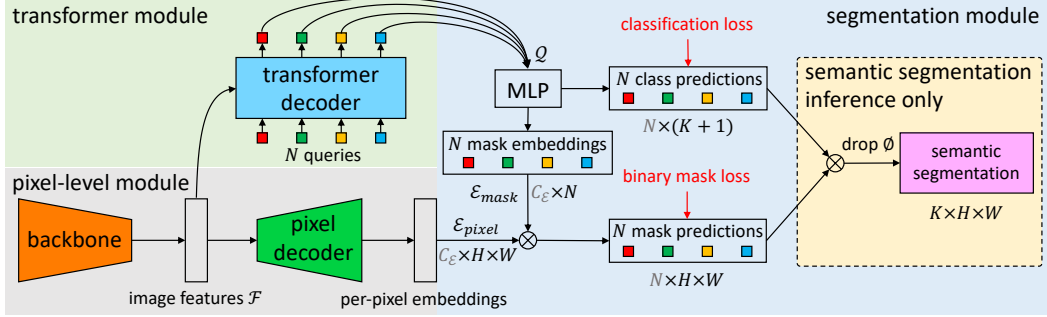 transformer module
segmentation module
classification loss
𝒬
transformer
decoder
MLP
N class predictions
N×(K + 1)
semantic segmentation
inference only
N queries
N mask embeddings
drop ∅
semantic
segmentation
K×H×W
pixel-level module
ℰmask
C_ℰ×N
binary mask loss
backbone
pixel
decoder
ℰpixel
C_ℰ×H×W
N mask predictions
N×H×W
image features ℱ
per-pixel embeddings